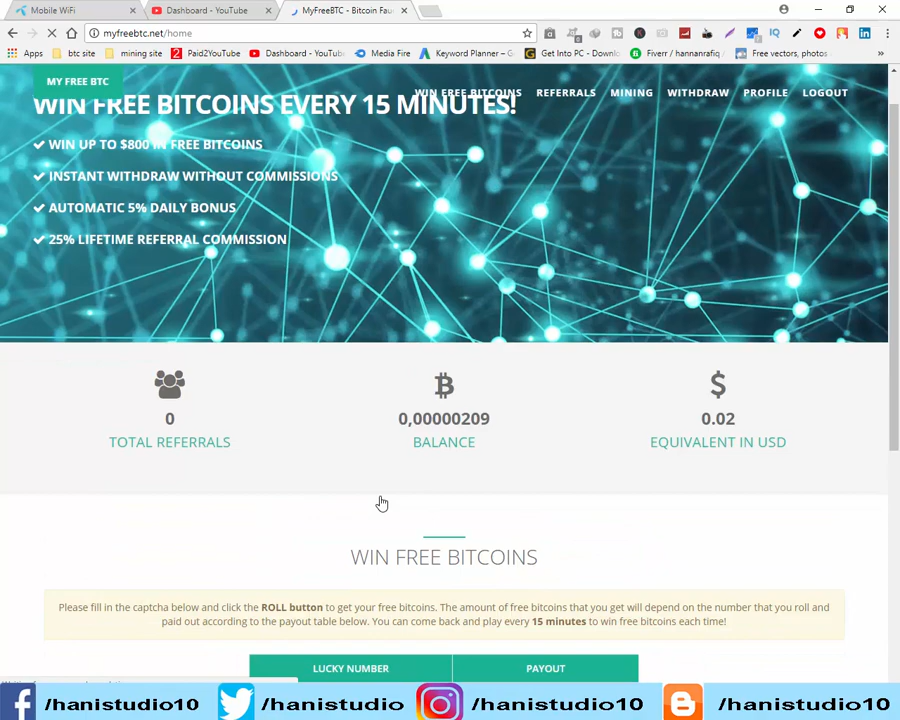 Mobile WiFi
Dashboard - YouTube
MyFreeBTC - Bitcoin Fau
myfreebtc.net/home
Apps btc site mining site Paid2YouTube Dashboard - YouTu Media Fire Keyword Planner – G Get Into PC - Downlo Fiverr / hannanrafiq / Free vectors, photos
MY FREE BTC
WIN FREE BITCOINS REFERRALS MINING WITHDRAW PROFILE LOGOUT
WIN FREE BITCOINS EVERY 15 MINUTES!
WIN UP TO $800 IN FREE BITCOINS
INSTANT WITHDRAW WITHOUT COMMISSIONS
AUTOMATIC 5% DAILY BONUS
25% LIFETIME REFERRAL COMMISSION
0 0,00000209 0.02
TOTAL REFERRALS BALANCE EQUIVALENT IN USD
WIN FREE BITCOINS
Please fill in the captcha below and click the ROLL button to get your free bitcoins. The amount of free bitcoins that you get will depend on the number that you roll and
paid out according to the payout table below. You can come back and play every 15 minutes to win free bitcoins each time!
LUCKY NUMBER PAYOUT
/hanistudio10 /hanistudio /hanistudio10 /hanistudio10